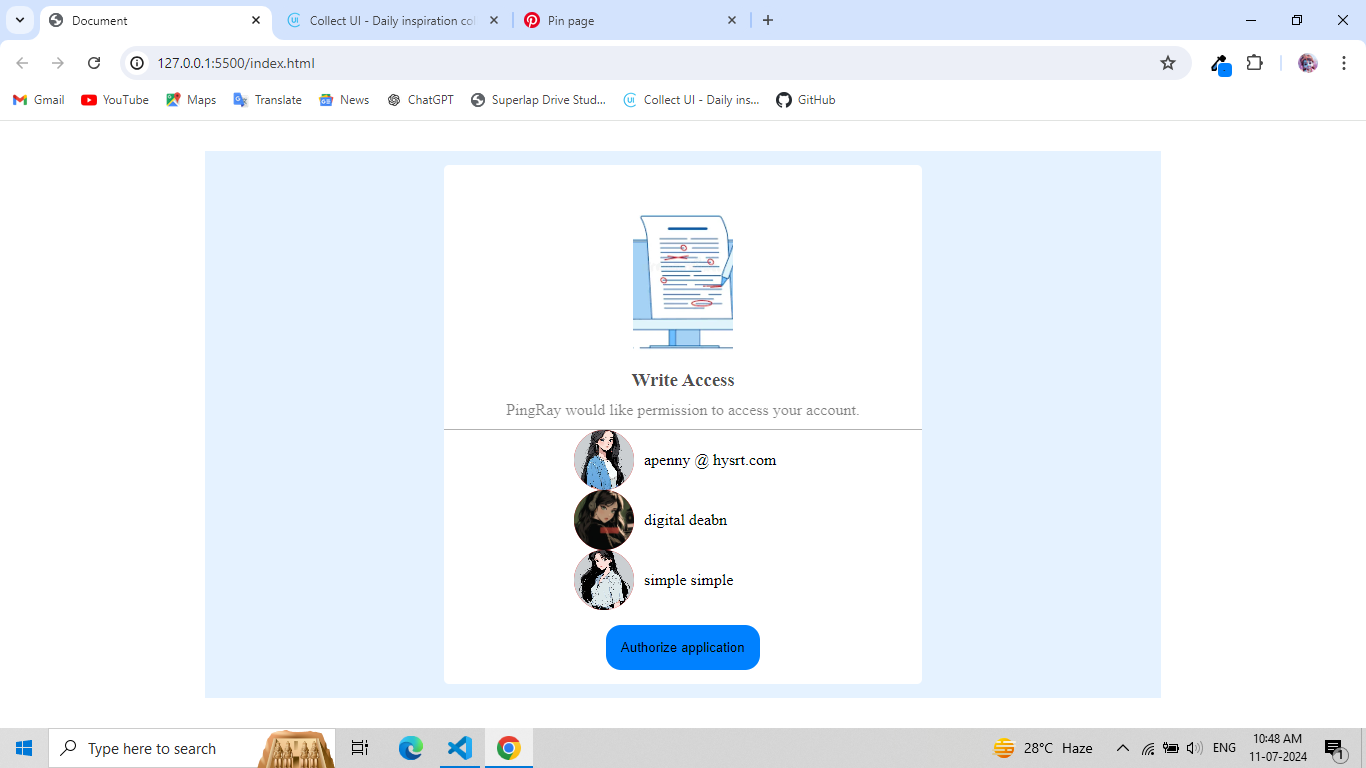 Document
Collect UI - Daily inspiration col
Pin page
127.0.0.1:5500/index.html
Gmail
YouTube
Maps
Translate
News
ChatGPT
Superlap Drive Stud...
Collect UI - Daily ins...
GitHub
Write Access
PingRay would like permission to access your account.
apenny @ hysrt.com
digital deabn
simple simple
Authorize application
Type here to search
28°C Haze
ENG
10:48 AM
11-07-2024
1